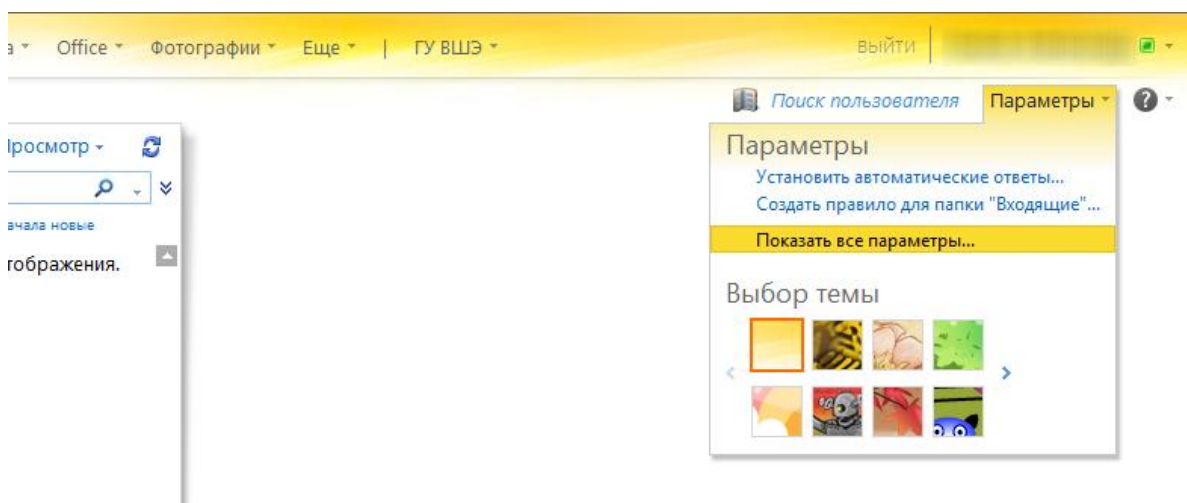 а Office Фотографии Еще | ГУ ВШЭ выйти
Поиск пользователя Параметры
Параметры
Установить автоматические ответы...
Создать правило для папки "Входящие"...
Показать все параметры...
Выбор темы
Просмотр
ачала новые
тображения.